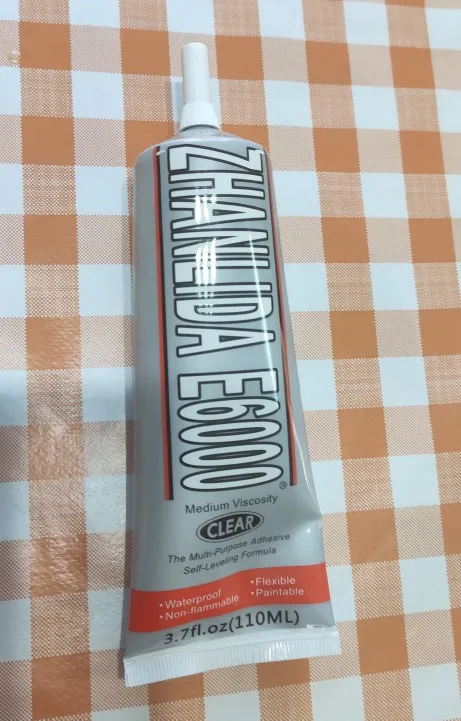 ZHANLIDA E6000®
Medium Viscosity
CLEAR
The Multi-Purpose Adhesive
Self-Leveling Formula
•Waterproof •Flexible
•Non-flammable •Paintable
3.7fl.oz(110ML)